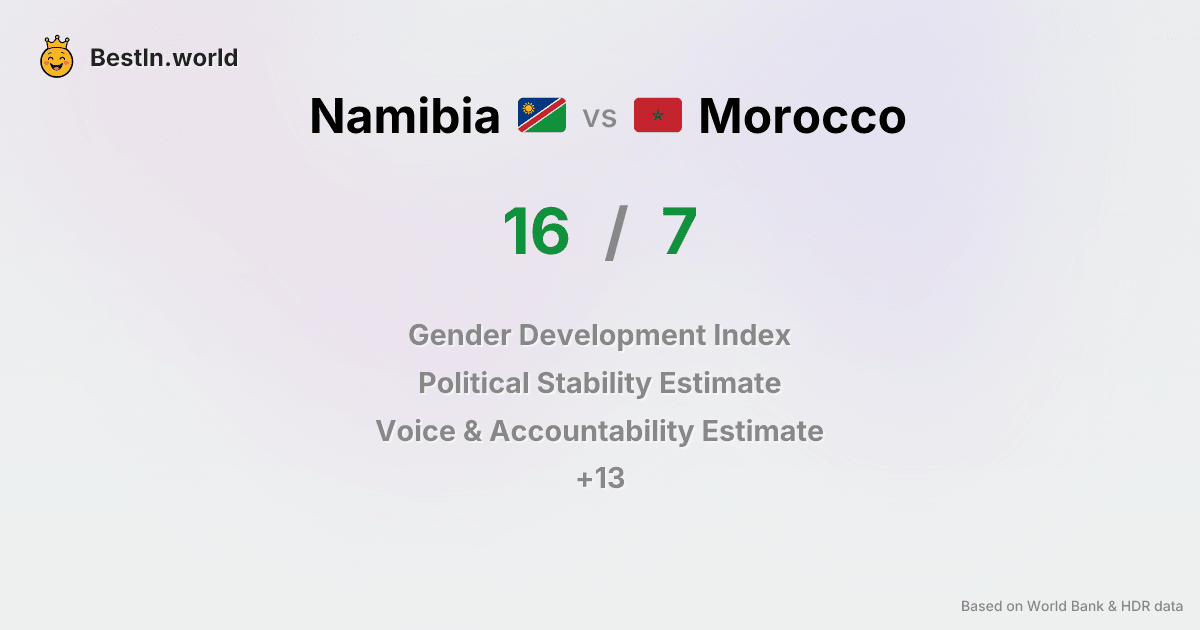 BestIn.world
Namibia vs Morocco
16 / 7
Gender Development Index
Political Stability Estimate
Voice & Accountability Estimate
+13
Based on World Bank & HDR data